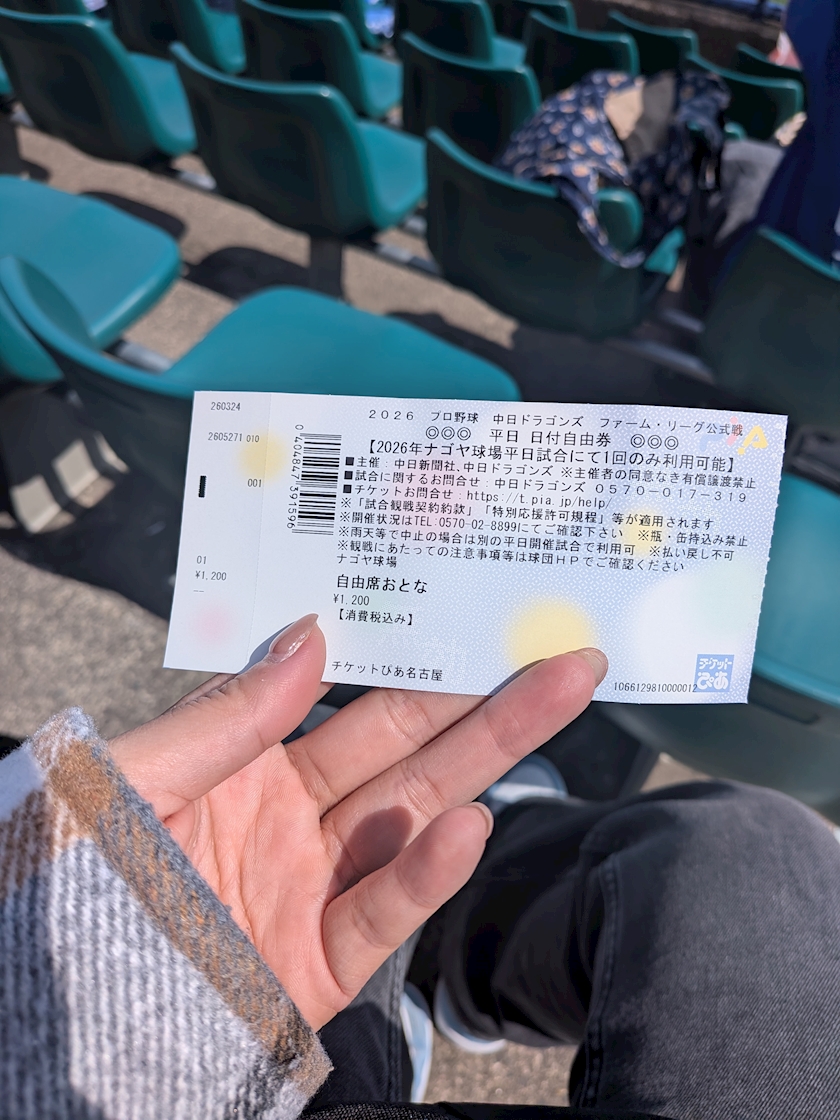 260324
2605271 010
001
01
¥1,200
0404847391596
2026 プロ野球 中日ドラゴンズ ファーム・リーグ公式戦
◎◎◎ 平日 日付自由券 ◎◎◎
【2026年ナゴヤ球場平日試合にて1回のみ利用可能】
■主催：中日新聞社、中日ドラゴンズ ※主催者の同意なき有償譲渡禁止
■試合に関するお問合せ：中日ドラゴンズ 0570-017-319
■チケットお問合せ：https://t.pia.jp/help/
※「試合観戦契約約款」「特別応援許可規程」等が適用されます
※開催状況はTEL:0570-02-8899にてご確認下さい ※瓶・缶持込み禁止
※雨天等で中止の場合は別の平日開催試合で利用可 ※払い戻し不可
※観戦にあたっての注意事項等は球団HPでご確認ください
ナゴヤ球場
自由席おとな
¥1,200
【消費税込み】
チケットぴあ名古屋
1066129810000012
チケット
ぴあ